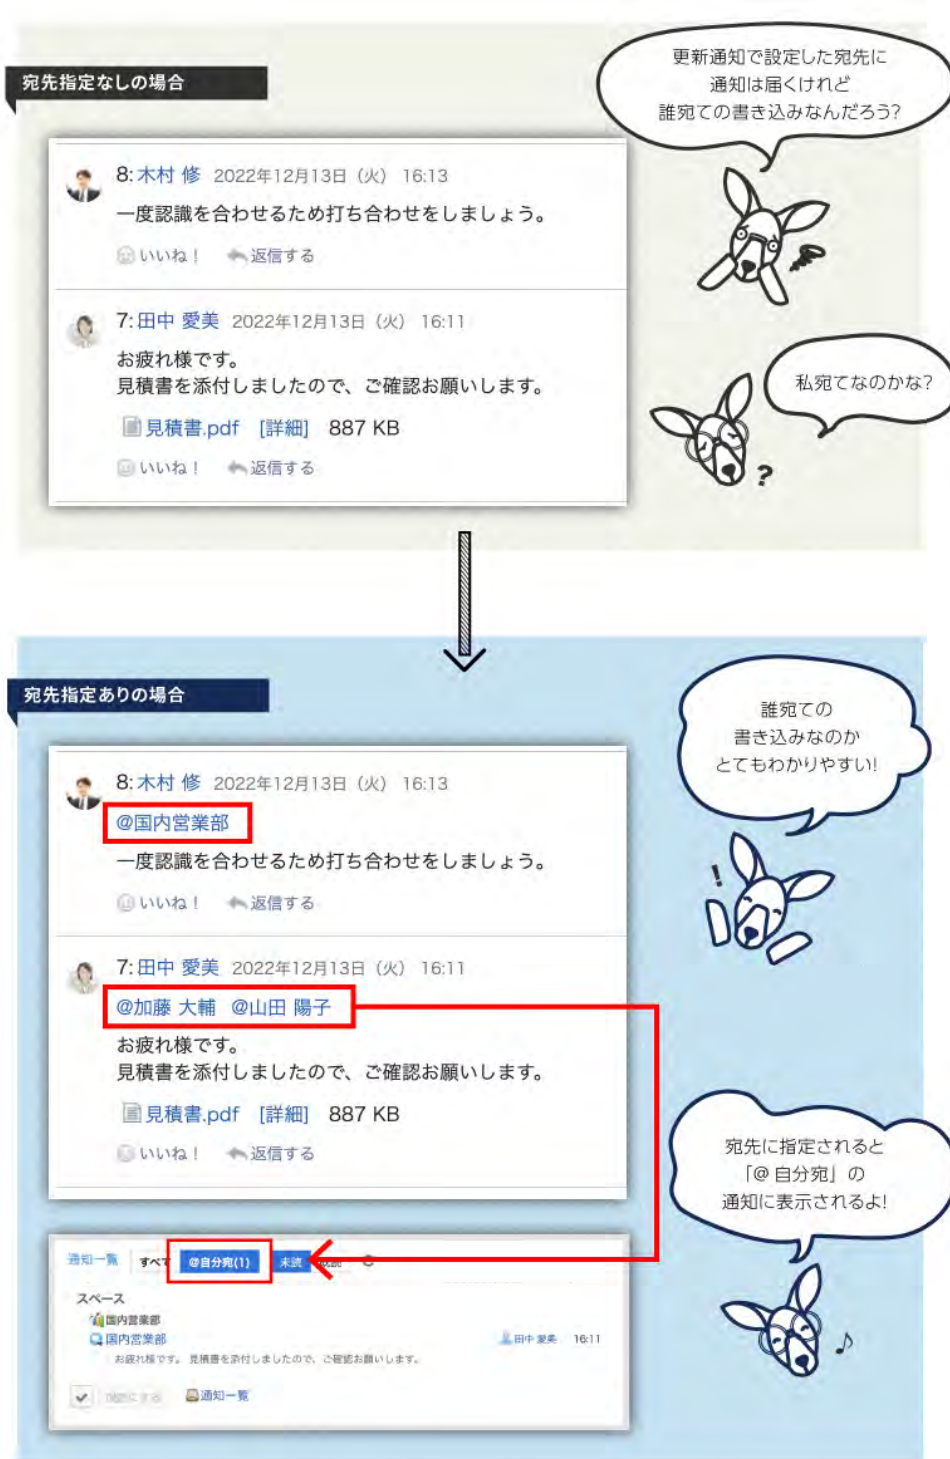 宛先指定なしの場合
更新通知で設定した宛先に
通知は届くけれど
誰宛ての書き込みなんだろう?
8: 木村 修 2022年12月13日（火） 16:13
一度認識を合わせるため打ち合わせをしましょう。
いいね！ 返信する
7: 田中 愛美 2022年12月13日（火） 16:11
お疲れ様です。
見積書を添付しましたので、ご確認お願いします。
見積書.pdf [詳細] 887 KB
いいね！ 返信する
私宛てなのかな?
?
宛先指定ありの場合
誰宛ての
書き込みなのか
とてもわかりやすい!
!
8: 木村 修 2022年12月13日（火） 16:13
@国内営業部
一度認識を合わせるため打ち合わせをしましょう。
いいね！ 返信する
7: 田中 愛美 2022年12月13日（火） 16:11
@加藤 大輔 @山田 陽子
お疲れ様です。
見積書を添付しましたので、ご確認お願いします。
見積書.pdf [詳細] 887 KB
いいね！ 返信する
宛先に指定されると
「@ 自分宛」の
通知に表示されるよ!
通知一覧 すべて @自分宛(1) 未読
スペース
国内営業部
国内営業部 田中 愛美 16:11
お疲れ様です。 見積書を添付しましたので、ご確認お願いします。
通知一覧